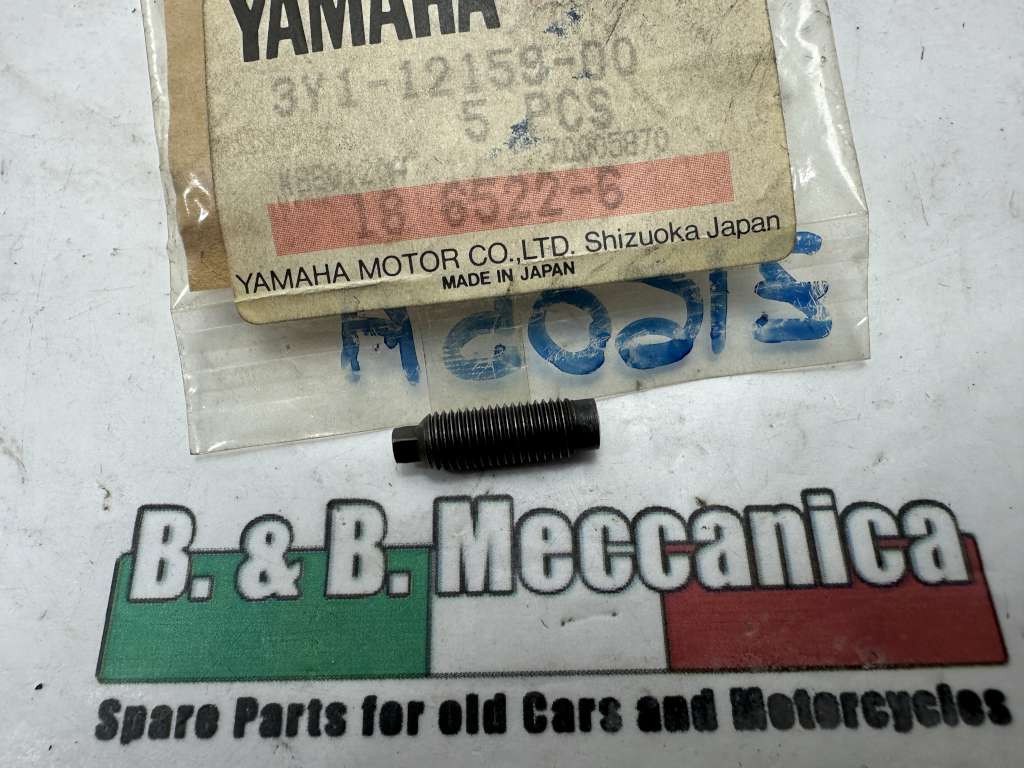 YAMAHA
3Y1-12159-00
5 PCS
70005870
18 6522-6
YAMAHA MOTOR CO.,LTD. Shizuoka Japan
MADE IN JAPAN
B. & B. Meccanica
Spare Parts for old Cars and Motorcycles